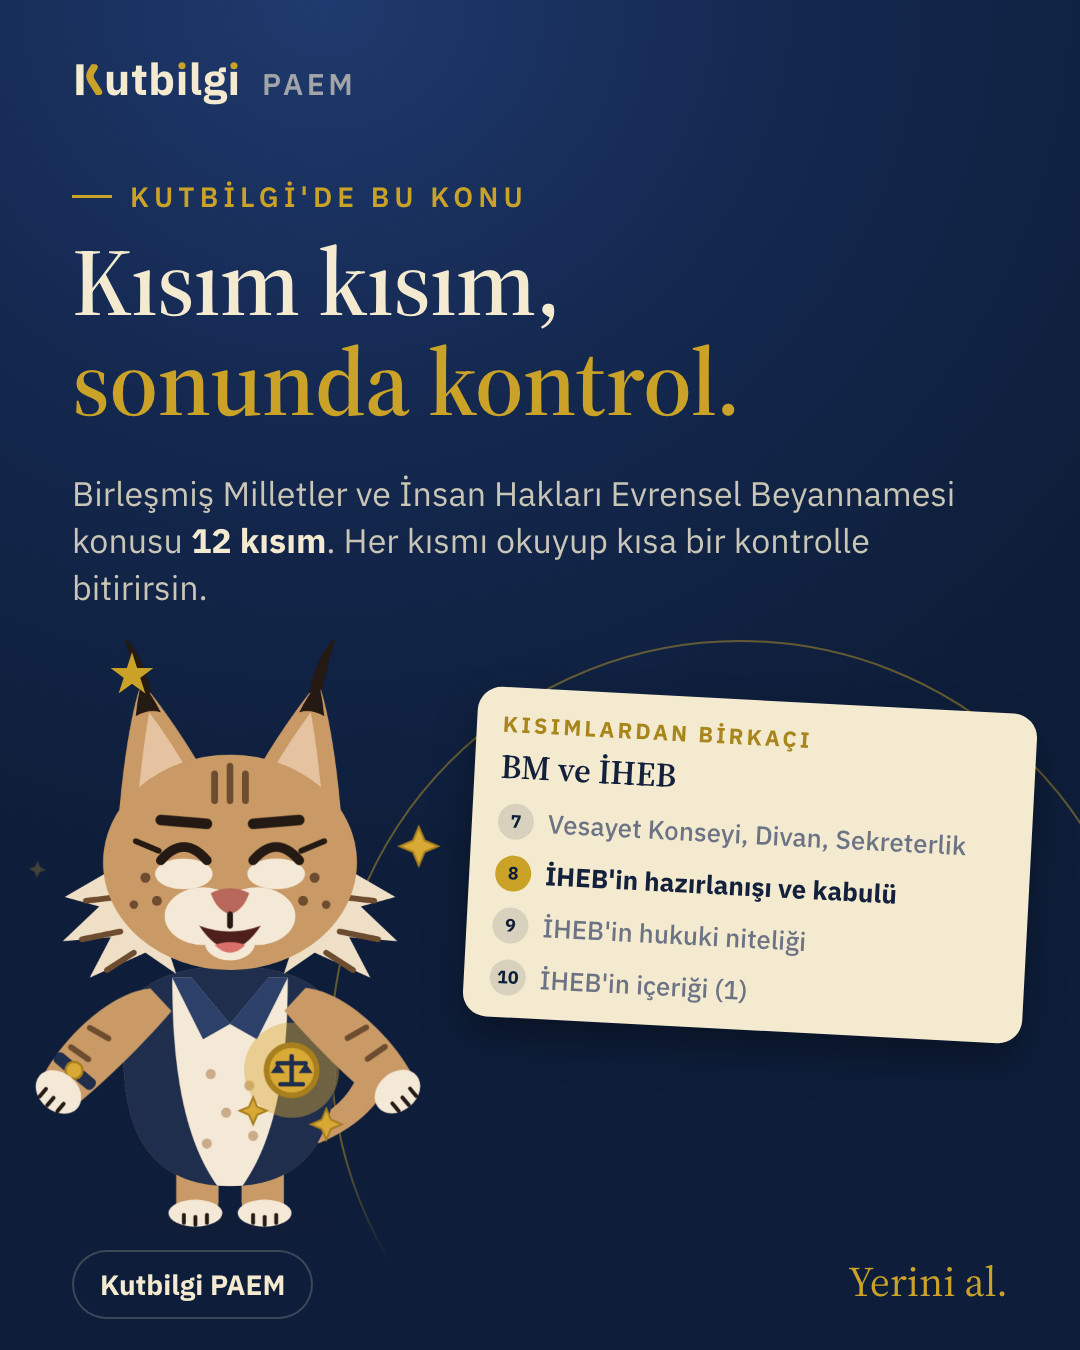 Kutbilgi PAEM
KUTBİLGİ'DE BU KONU
Kısım kısım,
sonunda kontrol.
Birleşmiş Milletler ve İnsan Hakları Evrensel Beyannamesi
konusu 12 kısım. Her kısmı okuyup kısa bir kontrolle
bitirirsin.
KISIMLARDAN BİRKAÇI
BM ve İHEB
7 Vesayet Konseyi, Divan, Sekreterlik
8 İHEB'in hazırlanışı ve kabulü
9 İHEB'in hukuki niteliği
10 İHEB'in içeriği (1)
Kutbilgi PAEM
Yerini al.